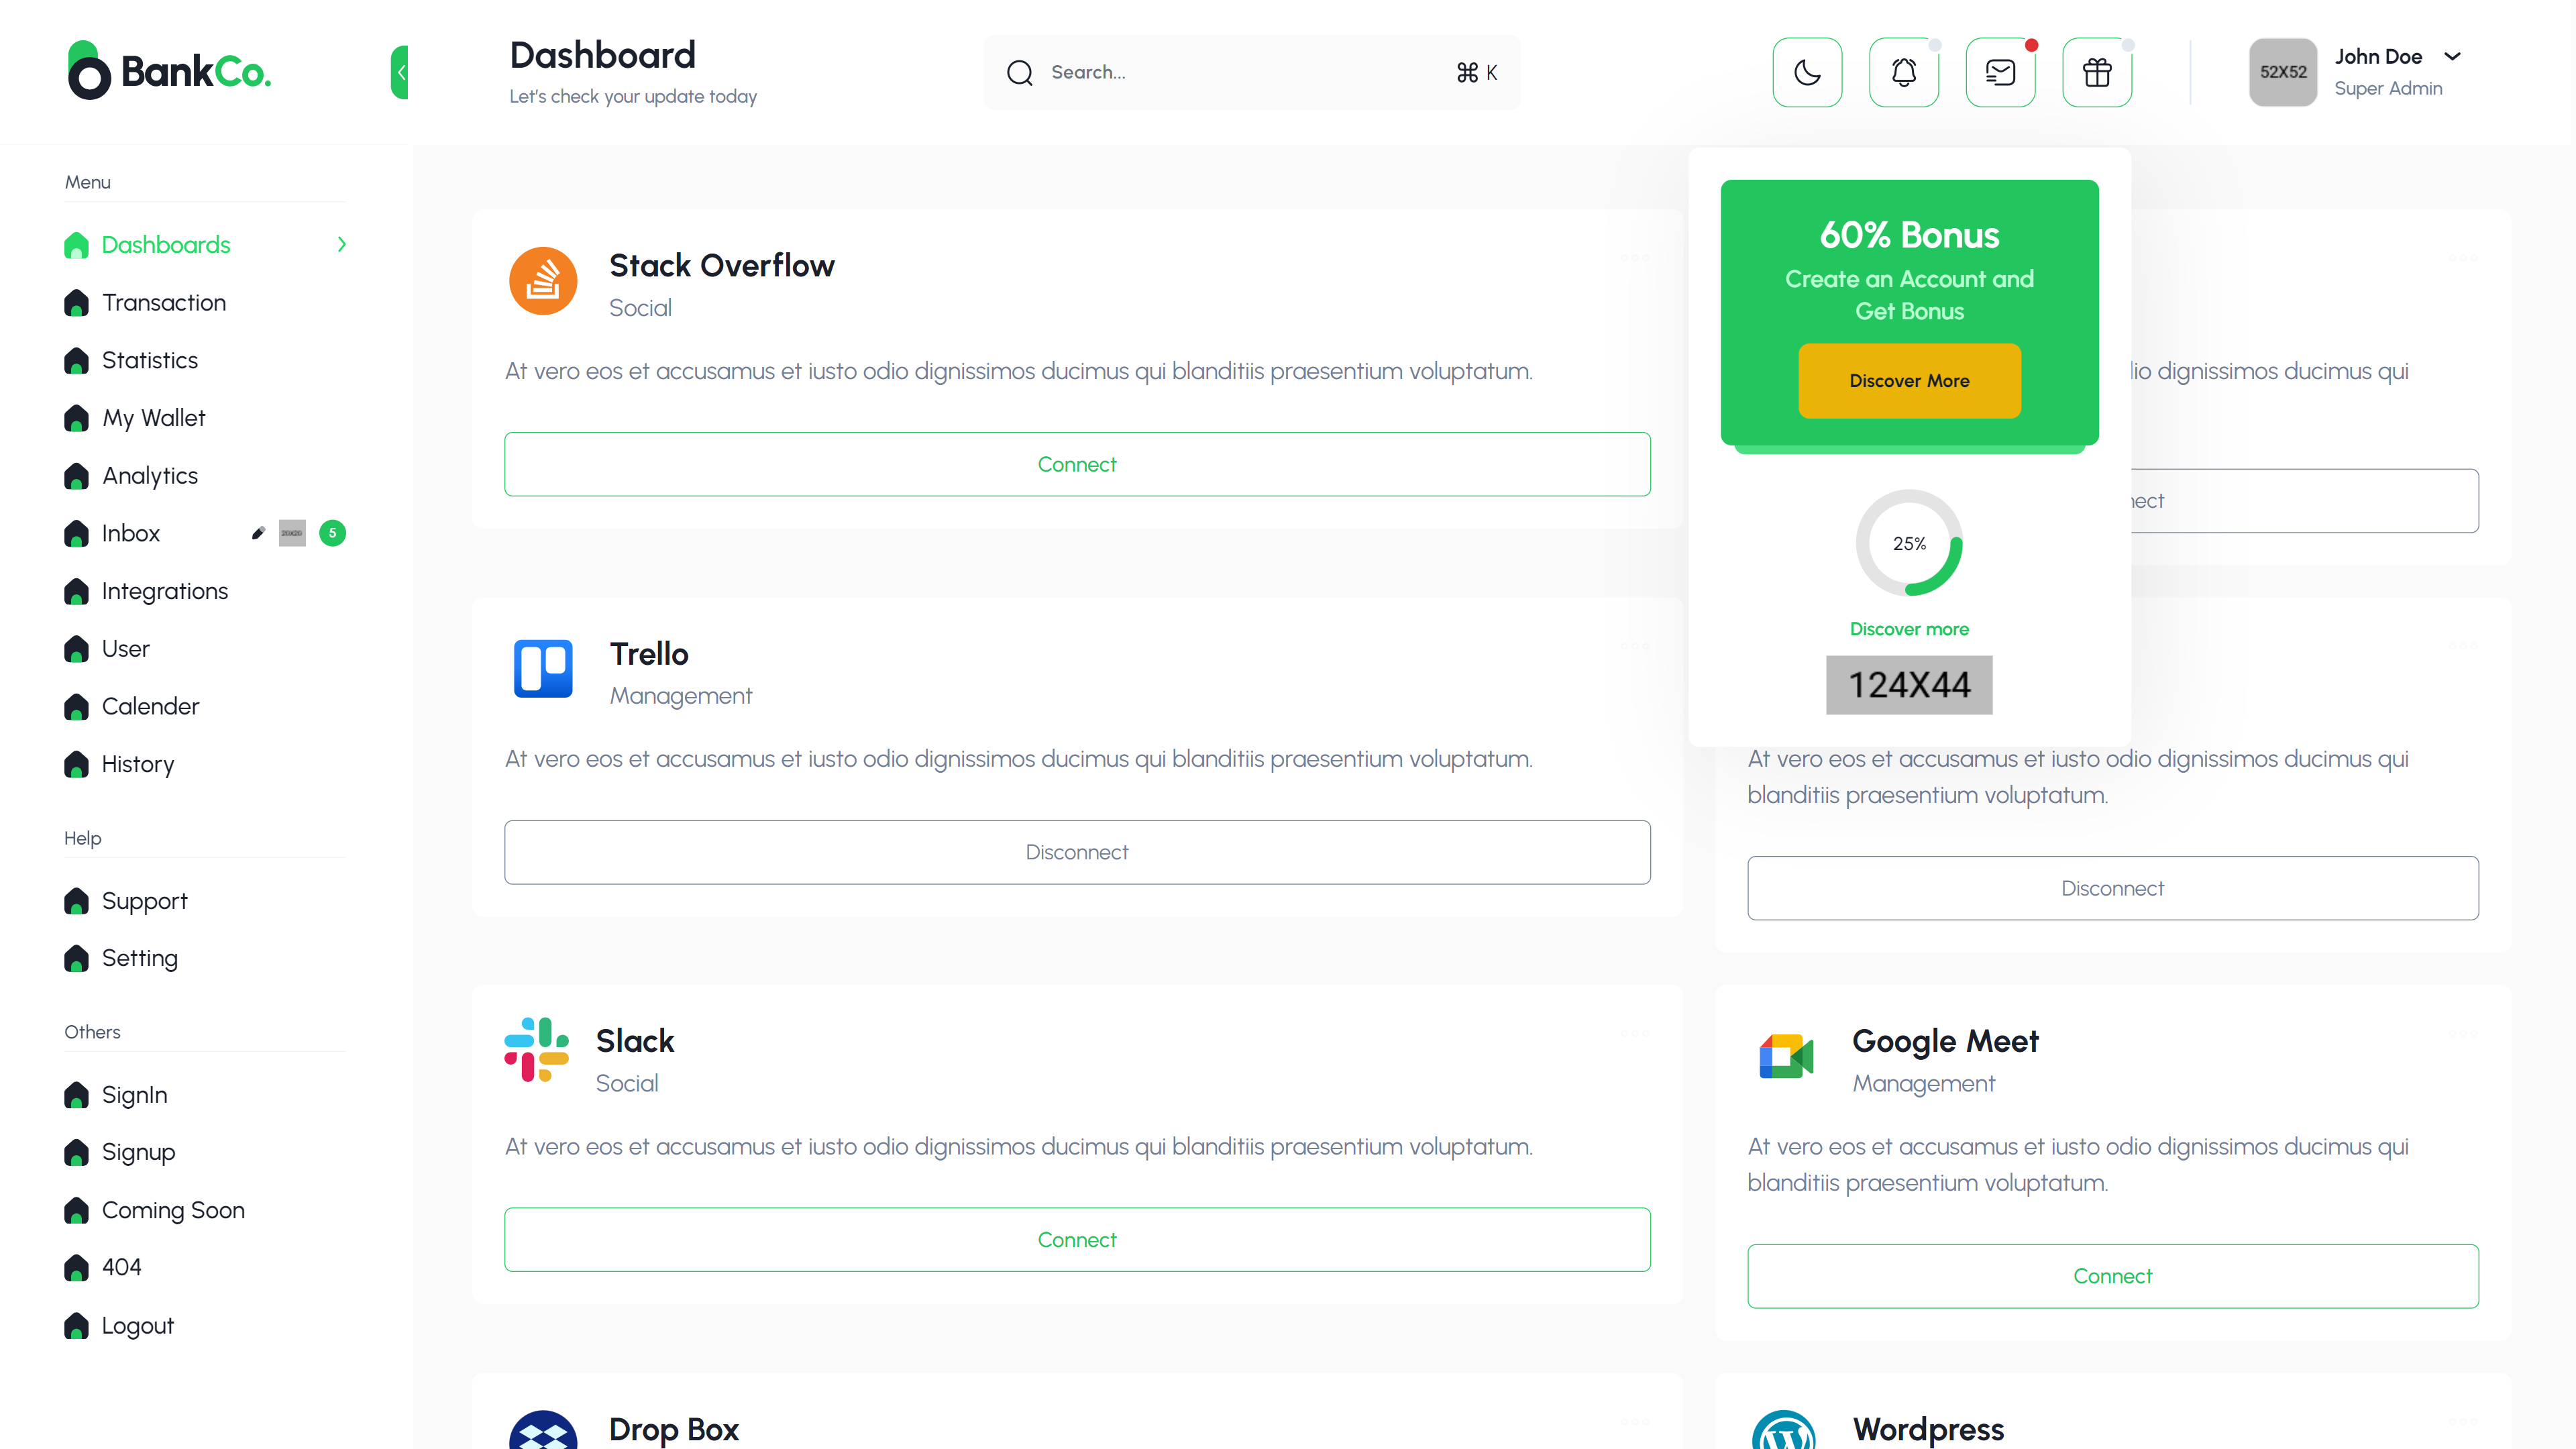 BankCo.
Dashboard
Let's check your update today
Search...
⌘ K
52X52
John Doe
Super Admin
Menu
Dashboards
Transaction
Statistics
My Wallet
Analytics
Inbox
5
Integrations
User
Calender
History
Help
Support
Setting
Others
SignIn
Signup
Coming Soon
404
Logout
Stack Overflow
Social
At vero eos et accusamus et iusto odio dignissimos ducimus qui blanditiis praesentium voluptatum.
Connect
60% Bonus
Create an Account and
Get Bonus
Discover More
25%
Discover more
124X44
dignissimos ducimus qui
Trello
Management
At vero eos et accusamus et iusto odio dignissimos ducimus qui blanditiis praesentium voluptatum.
Disconnect
At vero eos et accusamus et iusto odio dignissimos ducimus qui
blanditiis praesentium voluptatum.
Disconnect
Slack
Social
At vero eos et accusamus et iusto odio dignissimos ducimus qui blanditiis praesentium voluptatum.
Connect
Google Meet
Management
At vero eos et accusamus et iusto odio dignissimos ducimus qui
blanditiis praesentium voluptatum.
Connect
Drop Box
Wordpress